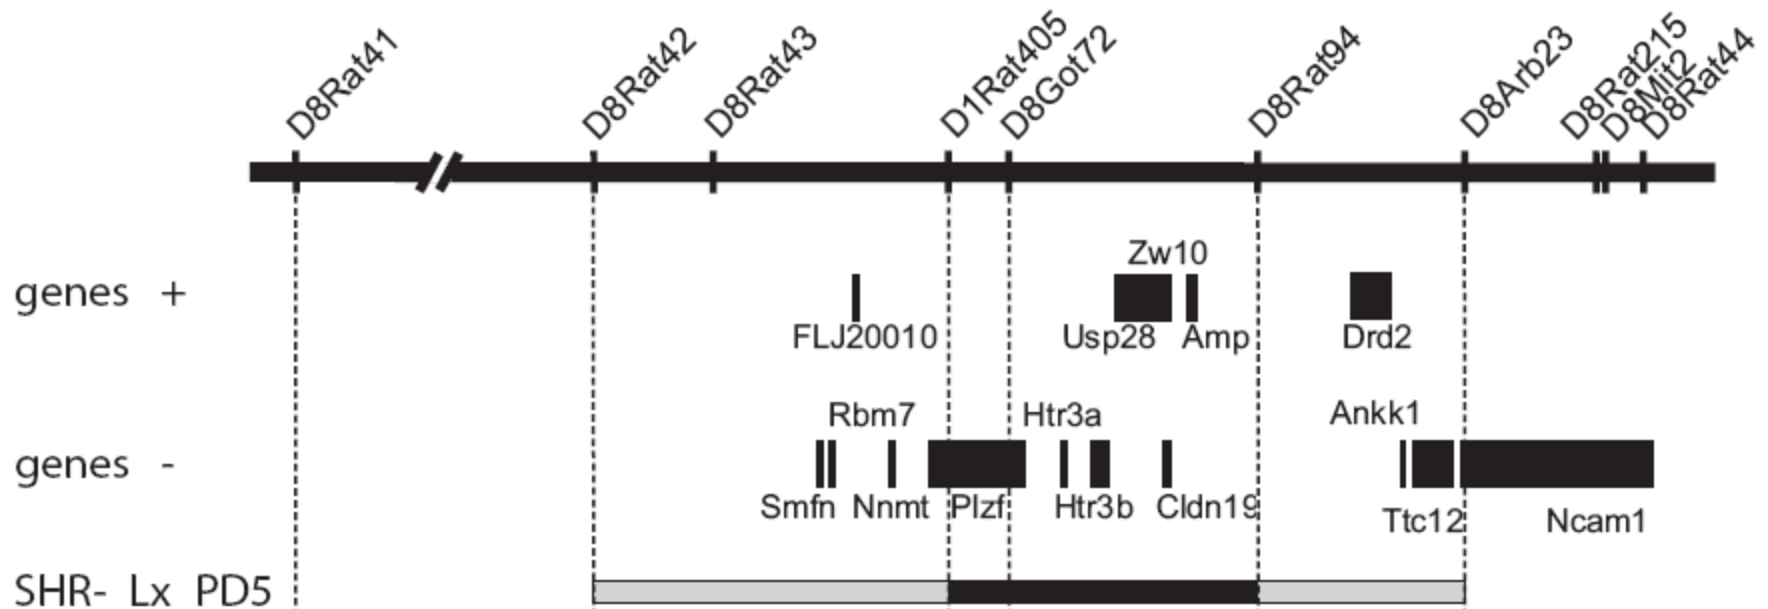 D8Rat41 D8Rat42 D8Rat43 D1Rat405 D8Got72 D8Rat94 D8Arb23 D8Rat215 D8Mit2 D8Rat44
Zw10
genes +
FLJ20010 Usp28 Amp Drd2
Rbm7 Htr3a Ankk1
genes -
Smfn Nnmt Plzf Htr3b Cldn19
Ttc12 Ncam1
SHR- Lx PD5